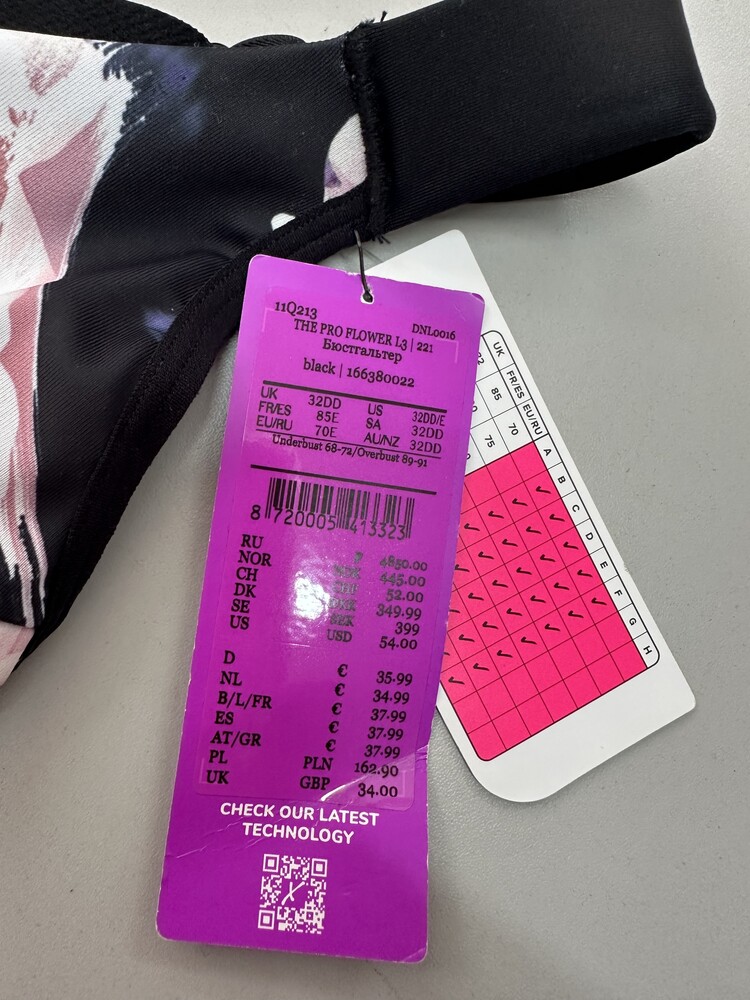 11Q213 DNL0016
THE PRO FLOWER L3 | 221
Бюстгальтер
black | 166380022
UK 32DD US 32DD/E
FR/ES 85E SA 32DD
EU/RU 70E AU/NZ 32DD
Underbust 68-72/Overbust 89-91
8 720005 413323
RU 4850.00
NOR 445.00
CH CHF 52.00
DK DKK 349.99
SE SEK 399
US USD 54.00
D € 35.99
NL € 34.99
B/L/FR € 37.99
ES € 37.99
AT/GR € 37.99
PL PLN 162.90
UK GBP 34.00
CHECK OUR LATEST
TECHNOLOGY
UK
FR/ES 85
EU/RU 70 75
A
B
C
D
E
F
G
H